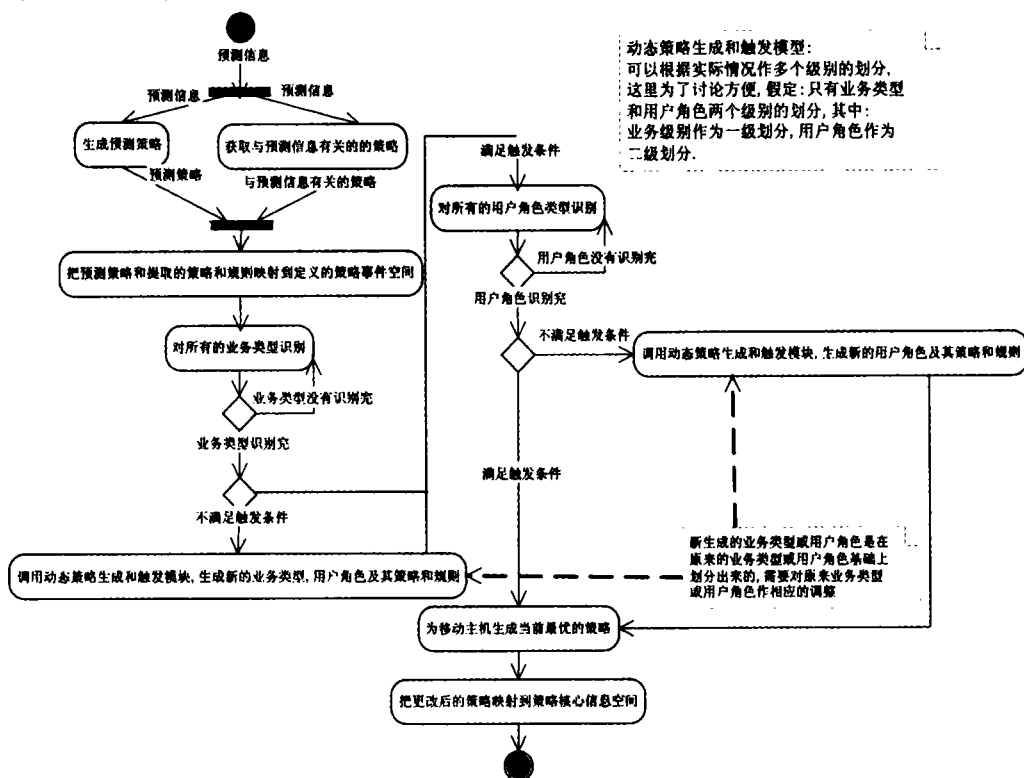 预测信息
预测信息
预测信息
生成预测策略
获取与预测信息有关的的策略
预测策略
与预测信息有关的策略
把预测策略和提取的策略和规则映射到定义的策略事件空间
对所有的业务类型识别
业务类型没有识别完
业务类型识别完
不满足触发条件
调用动态策略生成和触发模块, 生成新的业务类型, 用户角色及其策略和规则
满足触发条件
对所有的用户角色类型识别
用户角色没有识别完
用户角色识别完
不满足触发条件
调用动态策略生成和触发模块, 生成新的用户角色及其策略和规则
满足触发条件
为移动主机生成当前最优的策略
把更改后的策略映射到策略核心信息空间
动态策略生成和触发模型:
可以根据实际情况作多个级别的划分,
这里为了讨论方便, 假定: 只有业务类型
和用户角色两个级别的划分, 其中:
业务级别作为一级划分, 用户角色作为
二级划分.
新生成的业务类型或用户角色是在
原来的业务类型或用户角色基础上
划分出来的, 需要对原来业务类型
或用户角色作相应的调整